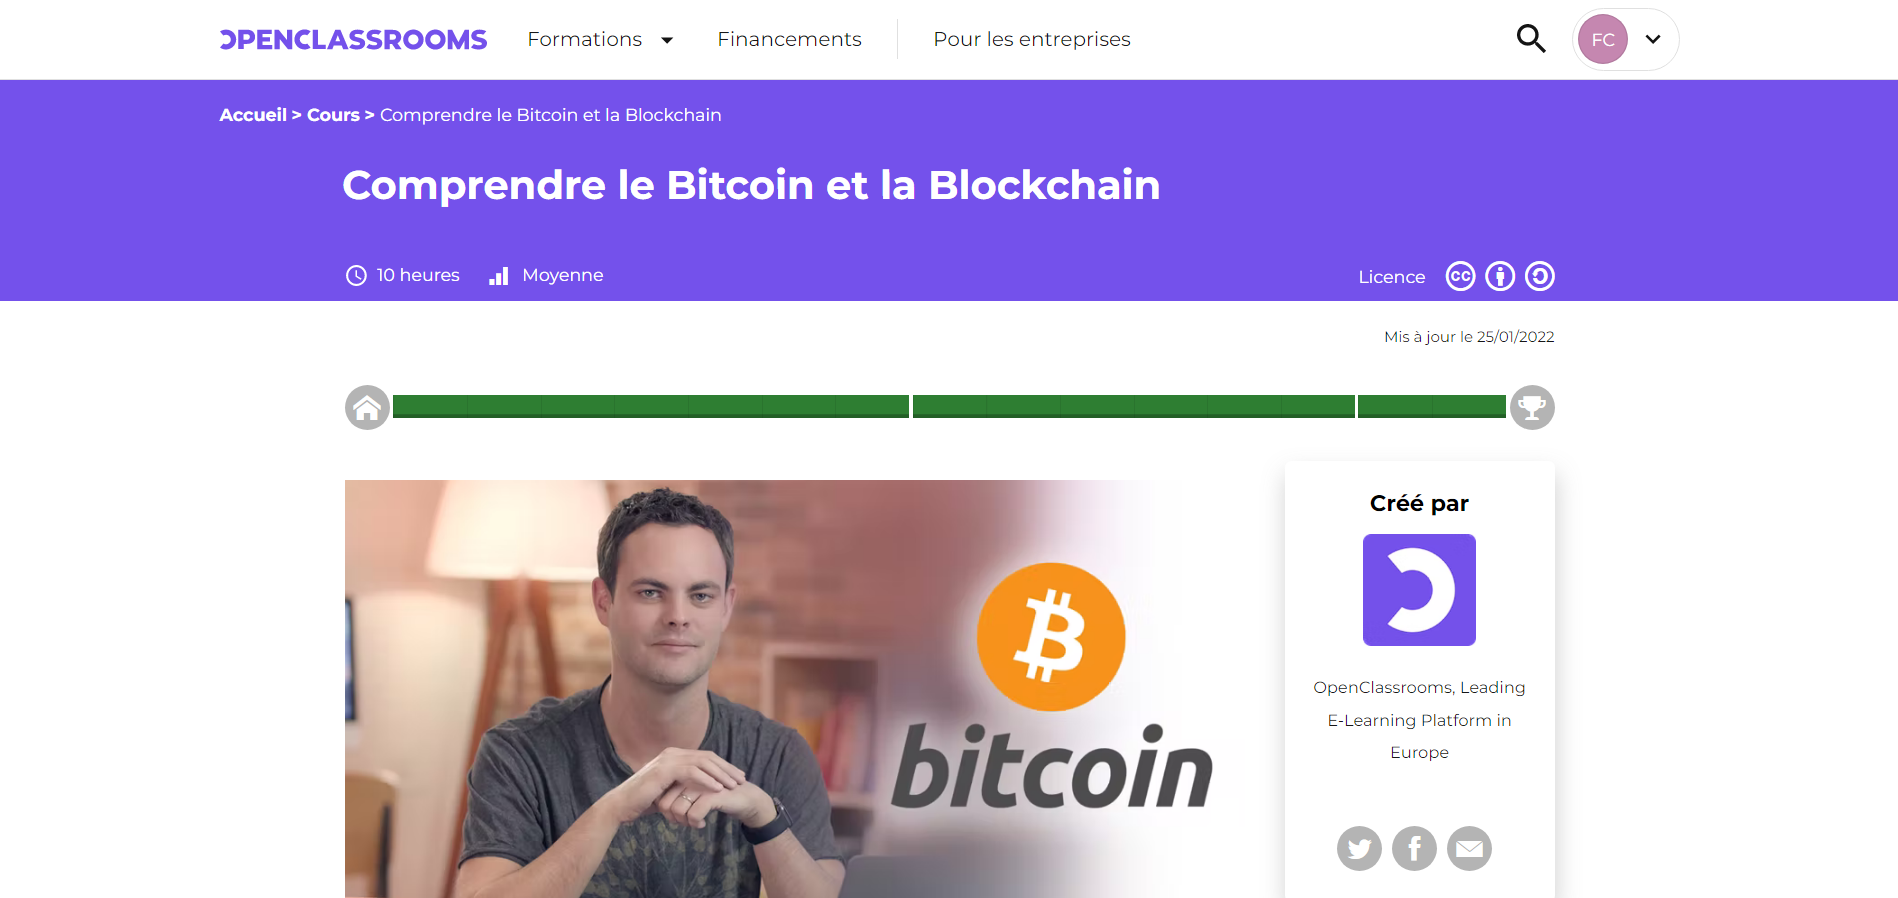 OPENCLASSROOMS Formations Financements Pour les entreprises FC
Accueil > Cours > Comprendre le Bitcoin et la Blockchain
Comprendre le Bitcoin et la Blockchain
10 heures Moyenne Licence cc
Mis à jour le 25/01/2022
Créé par
OpenClassrooms, Leading
E-Learning Platform in
Europe
bitcoin